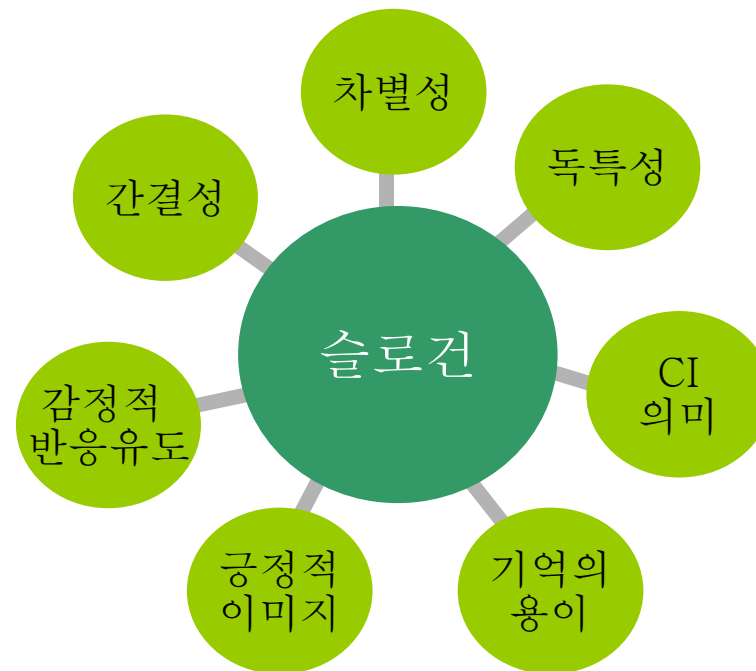 차별성
독특성
간결성
슬로건
CI
의미
감정적
반응유도
긍정적
이미지
기억의
용이